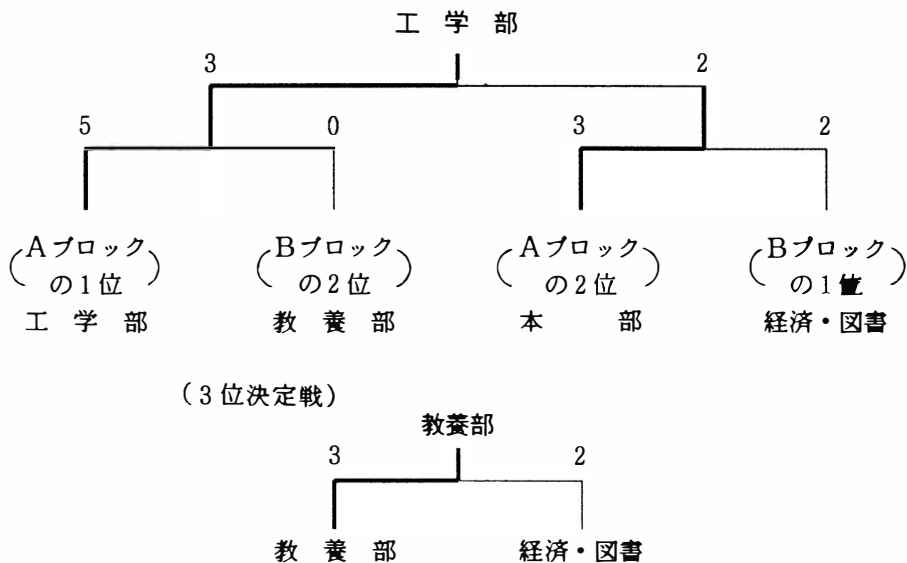 工学部
3 2
5 0 3 2
(Aブロックの1位) (Bブロックの2位) (Aブロックの2位) (Bブロックの1位)
工学部 教養部 本部 経済・図書
(3位決定戦)
教養部
3 2
教養部 経済・図書